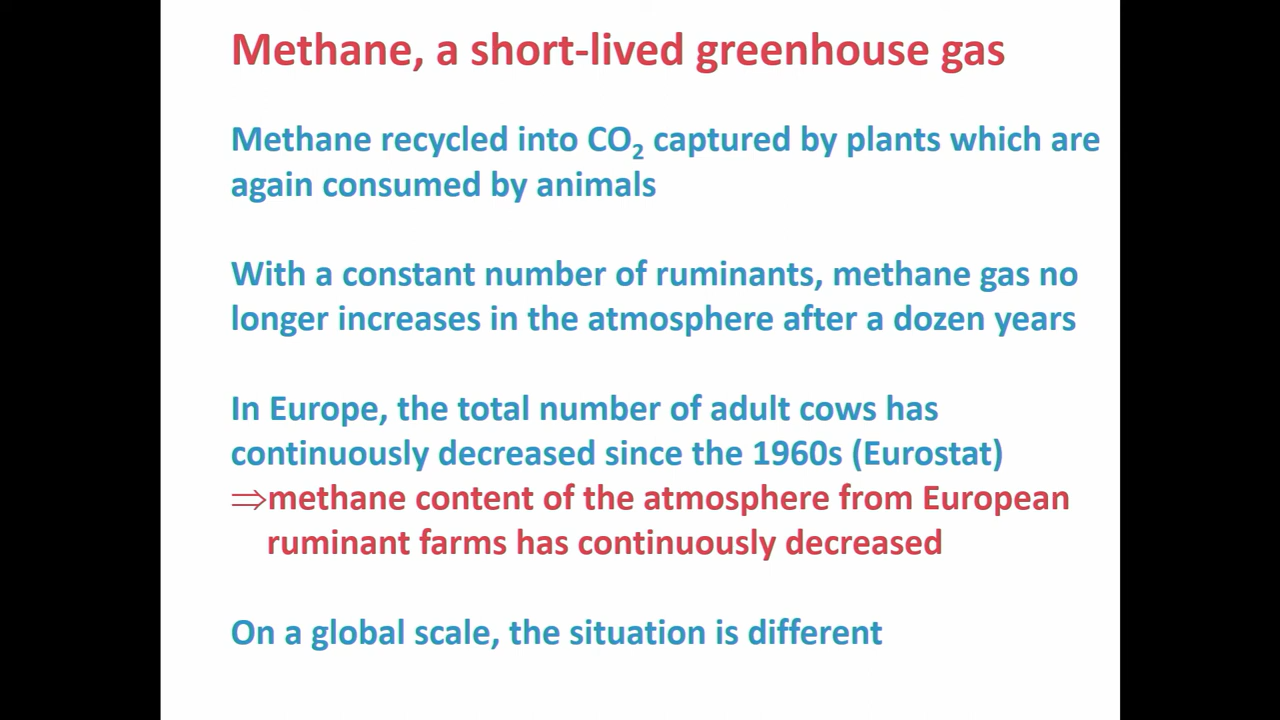 Methane, a short-lived greenhouse gas
Methane recycled into CO₂ captured by plants which are
again consumed by animals
With a constant number of ruminants, methane gas no
longer increases in the atmosphere after a dozen years
In Europe, the total number of adult cows has
continuously decreased since the 1960s (Eurostat)
⇒methane content of the atmosphere from European
ruminant farms has continuously decreased
On a global scale, the situation is different